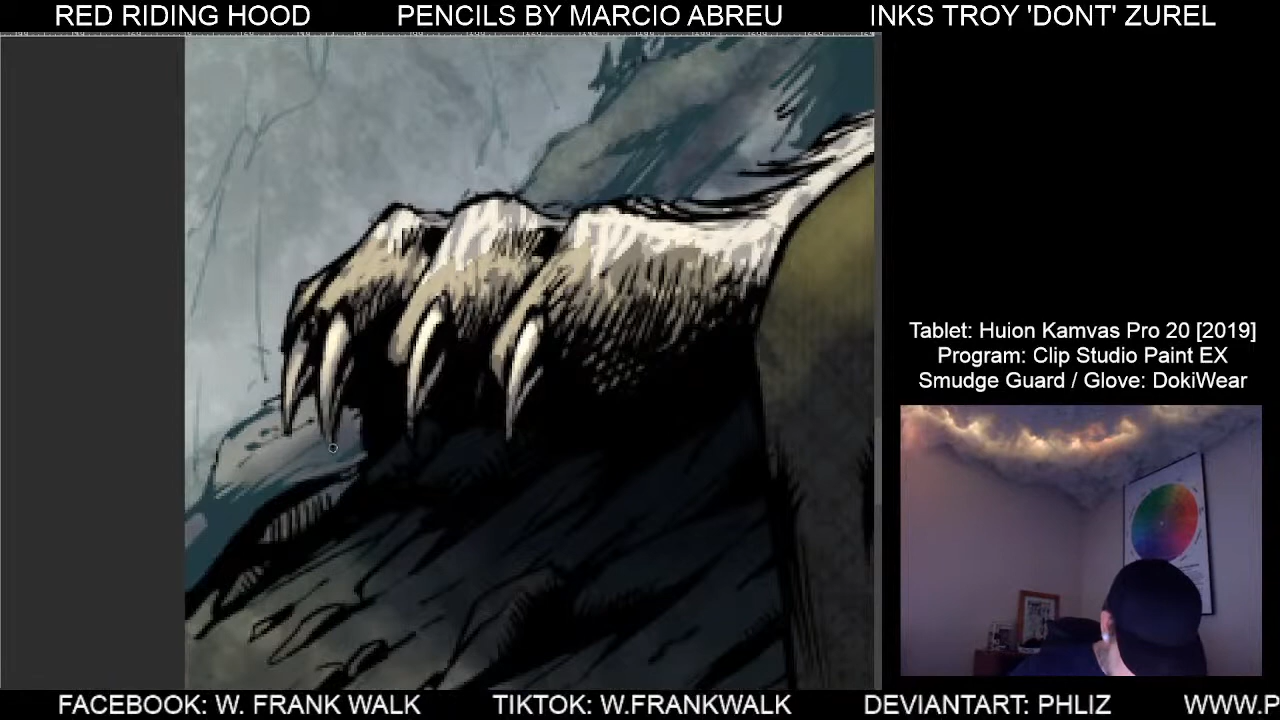 RED RIDING HOOD PENCILS BY MARCIO ABREU INKS TROY 'DONT' ZUREL
Tablet: Huion Kamvas Pro 20 [2019]
Program: Clip Studio Paint EX
Smudge Guard / Glove: DokiWear
FACEBOOK: W. FRANK WALK TIKTOK: W.FRANKWALK DEVIANTART: PHLIZ WWW.P